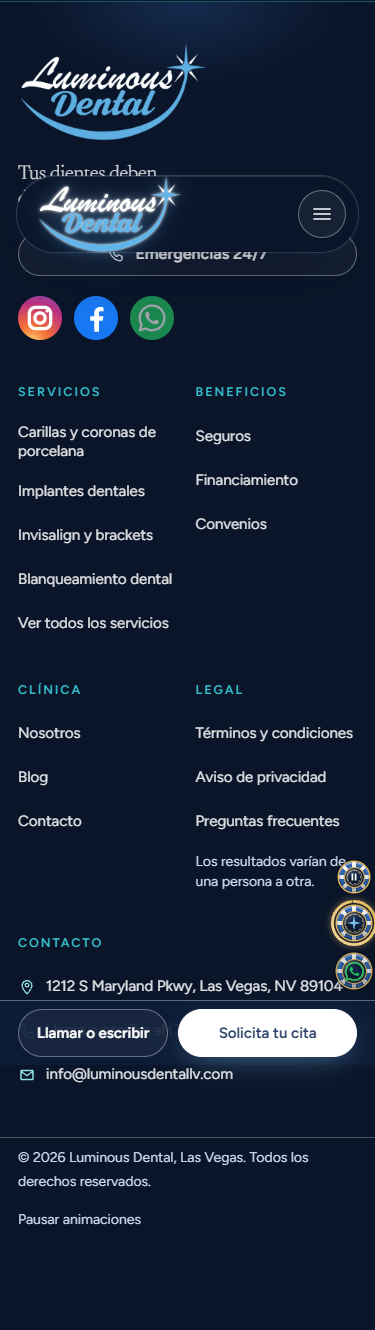 Luminous
Dental
Tus dientes deben
Luminous
Dental
Emergencias 24/7
SERVICIOS
Carillas y coronas de
porcelana
Implantes dentales
Invisalign y brackets
Blanqueamiento dental
Ver todos los servicios
BENEFICIOS
Seguros
Financiamiento
Convenios
CLÍNICA
Nosotros
Blog
Contacto
LEGAL
Términos y condiciones
Aviso de privacidad
Preguntas frecuentes
Los resultados varían de
una persona a otra.
CONTACTO
1212 S Maryland Pkwy, Las Vegas, NV 89104
Llamar o escribir
Solicita tu cita
info@luminousdentallv.com
© 2026 Luminous Dental, Las Vegas. Todos los
derechos reservados.
Pausar animaciones